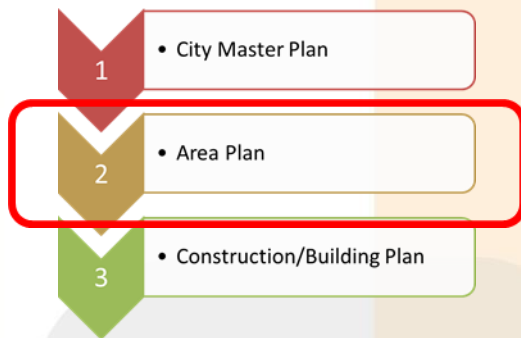 1
• City Master Plan
2
• Area Plan
3
• Construction/Building Plan